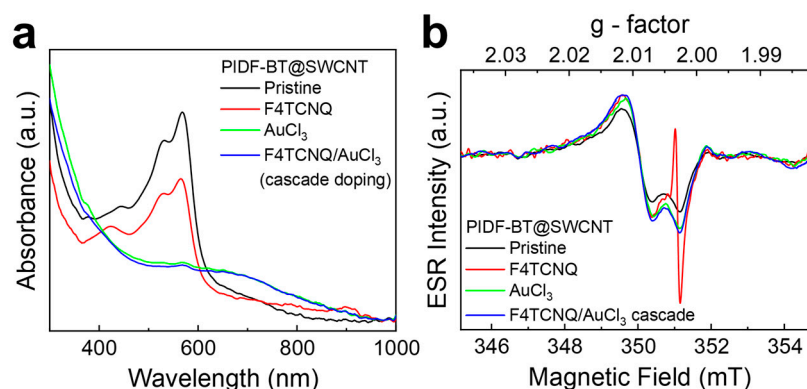 a
Absorbance (a.u.)
PIDF-BT@SWCNT
Pristine
F4TCNQ
AuCl₃
F4TCNQ/AuCl₃
(cascade doping)
400 600 800 1000
Wavelength (nm)
b
g - factor
2.03 2.02 2.01 2.00 1.99
ESR Intensity (a.u.)
PIDF-BT@SWCNT
Pristine
F4TCNQ
AuCl₃
F4TCNQ/AuCl₃ cascade
346 348 350 352 354
Magnetic Field (mT)